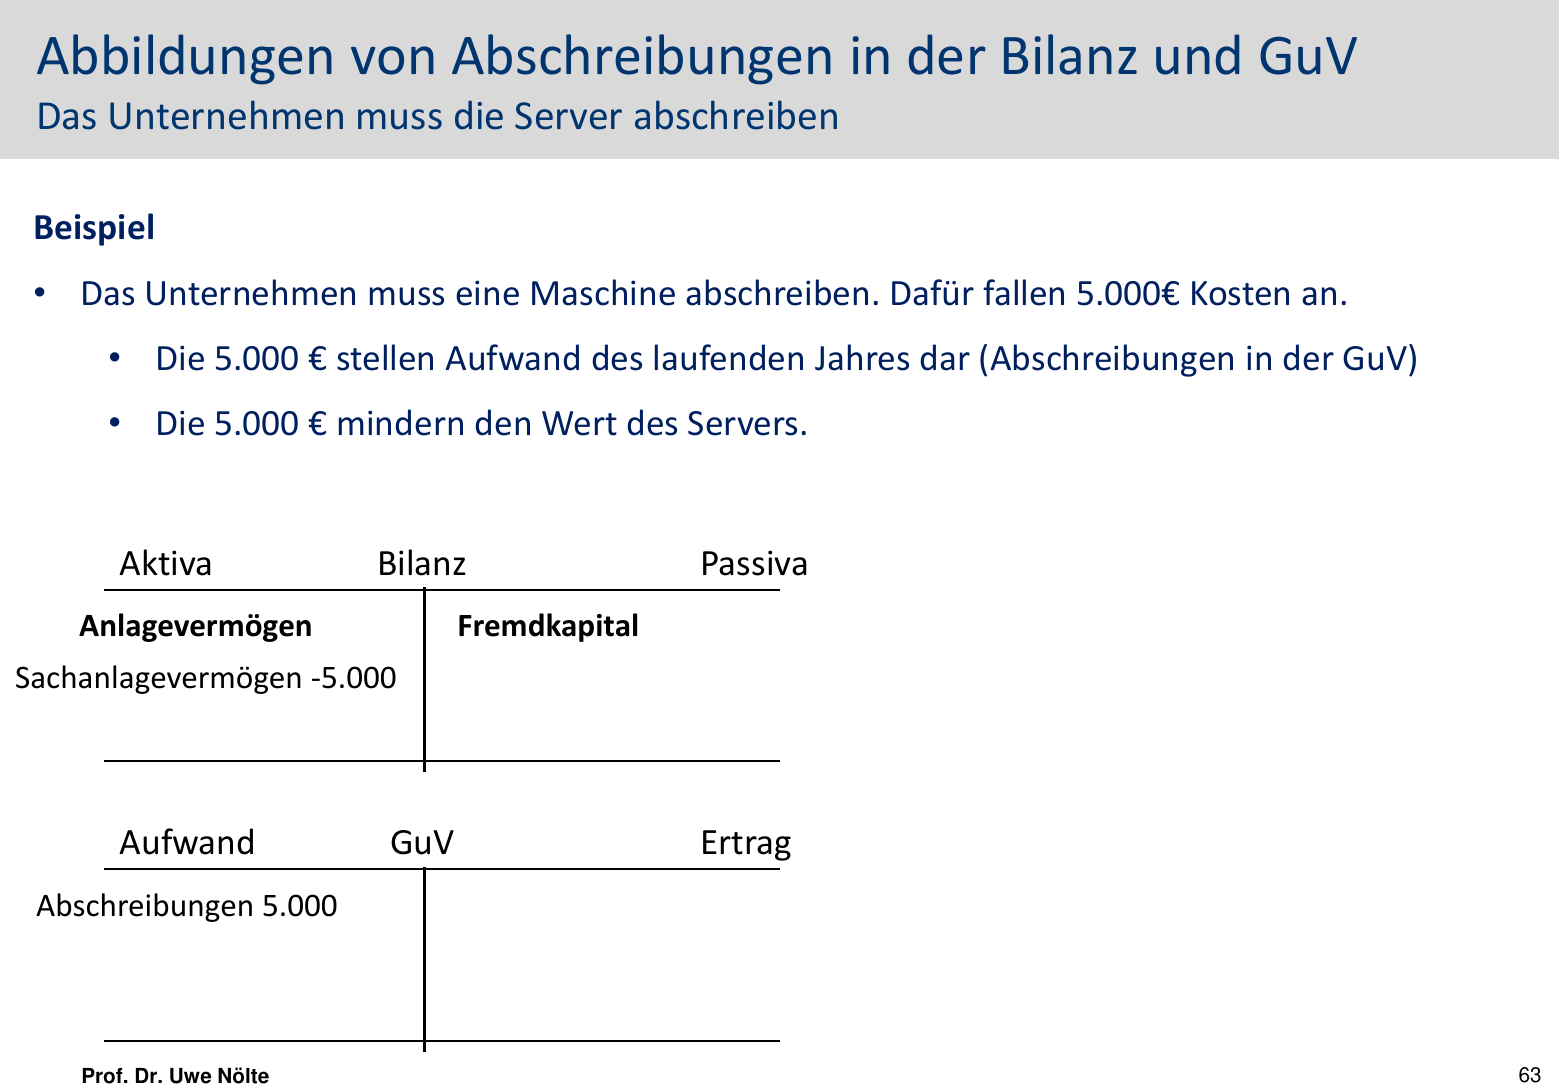 Abbildungen von Abschreibungen in der Bilanz und GuV
Das Unternehmen muss die Server abschreiben
Beispiel
• Das Unternehmen muss eine Maschine abschreiben. Dafür fallen 5.000€ Kosten an.
• Die 5.000 € stellen Aufwand des laufenden Jahres dar (Abschreibungen in der GuV)
• Die 5.000 € mindern den Wert des Servers.
Aktiva Bilanz Passiva
Anlagevermögen Fremdkapital
Sachanlagevermögen -5.000
Aufwand GuV Ertrag
Abschreibungen 5.000
Prof. Dr. Uwe Nölte 63